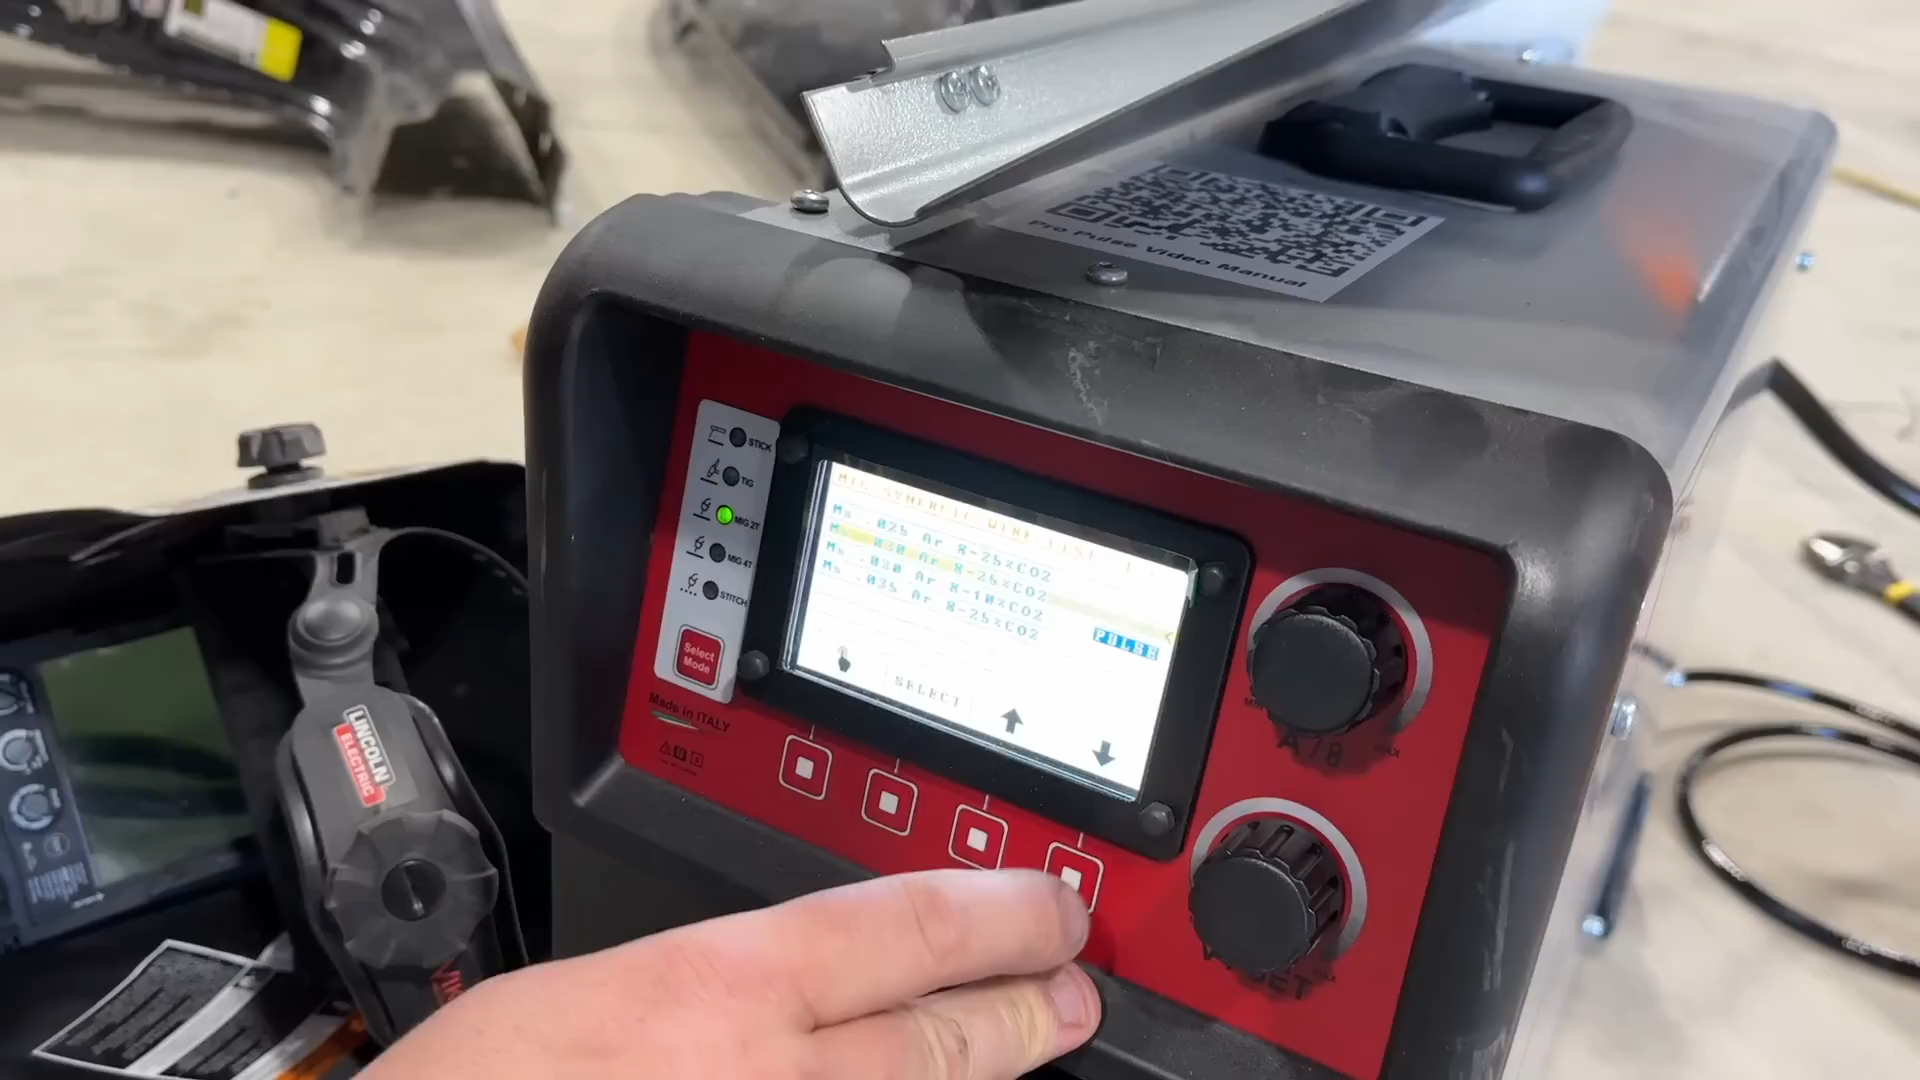 Pro Pulse Video Manual
STICK
TIG
MIG 2T
MIG 4T
STITCH
Select
Mode
Made in ITALY
MIG SYNERGIC WIRE LIST
Ms .025 Ar 8-25%CO2
Ms .030 Ar 8-25%CO2
Ms .030 Ar 8-10%CO2
PULSE
Ms .035 Ar 8-25%CO2
SELECT
MAX
LINCOLN
ELECTRIC